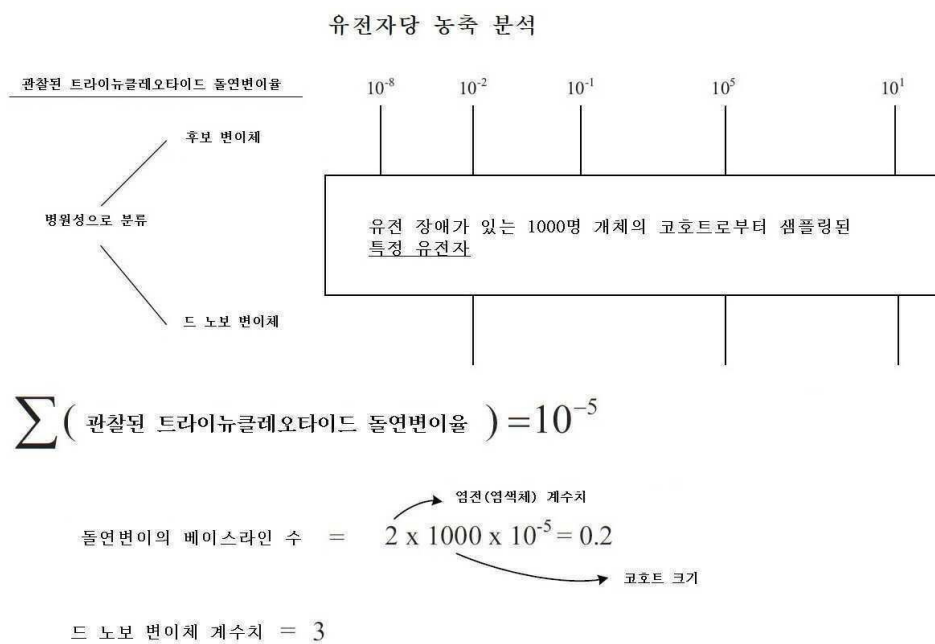 유전자당 농축 분석
관찰된 트라이뉴클레오타이드 돌연변이율
10⁻⁸ 10⁻² 10⁻¹ 10⁵ 10¹
후보 변이체
병원성으로 분류
드 노보 변이체
유전 장애가 있는 1000명 개체의 코호트로부터 샘플링된
특정 유전자
∑( 관찰된 트라이뉴클레오타이드 돌연변이율 ) =10⁻⁵
염전(염색체) 계수치
돌연변이의 베이스라인 수 = 2 x 1000 x 10⁻⁵ = 0.2
코호트 크기
드 노보 변이체 계수치 = 3